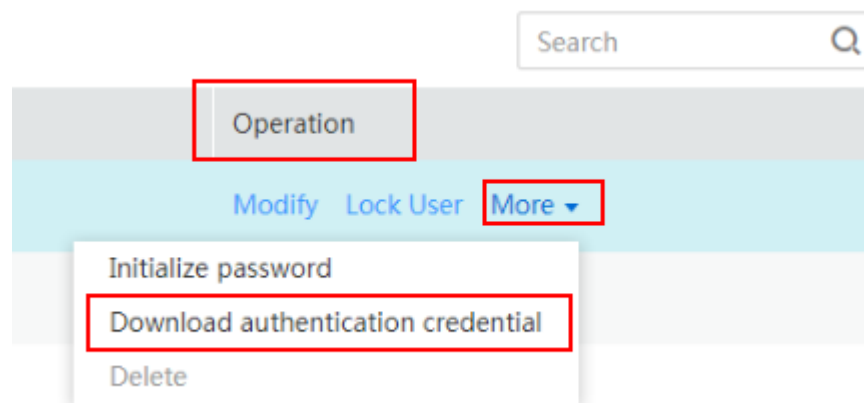 Search
Operation
Modify Lock User More
Initialize password
Download authentication credential
Delete